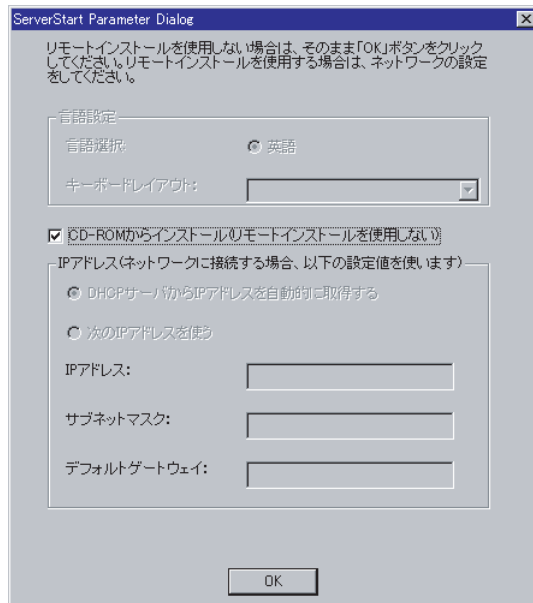 ServerStart Parameter Dialog
リモートインストールを使用しない場合は、そのまま「OK」ボタンをクリック
してください。リモートインストールを使用する場合は、ネットワークの設定
をしてください。
言語設定
言語選択:
英語
キーボードレイアウト:
CD-ROMからインストール(リモートインストールを使用しない)
IPアドレス(ネットワークに接続する場合、以下の設定値を使います)
DHCPサーバからIPアドレスを自動的に取得する
次のIPアドレスを使う
IPアドレス:
サブネットマスク:
デフォルトゲートウェイ:
OK